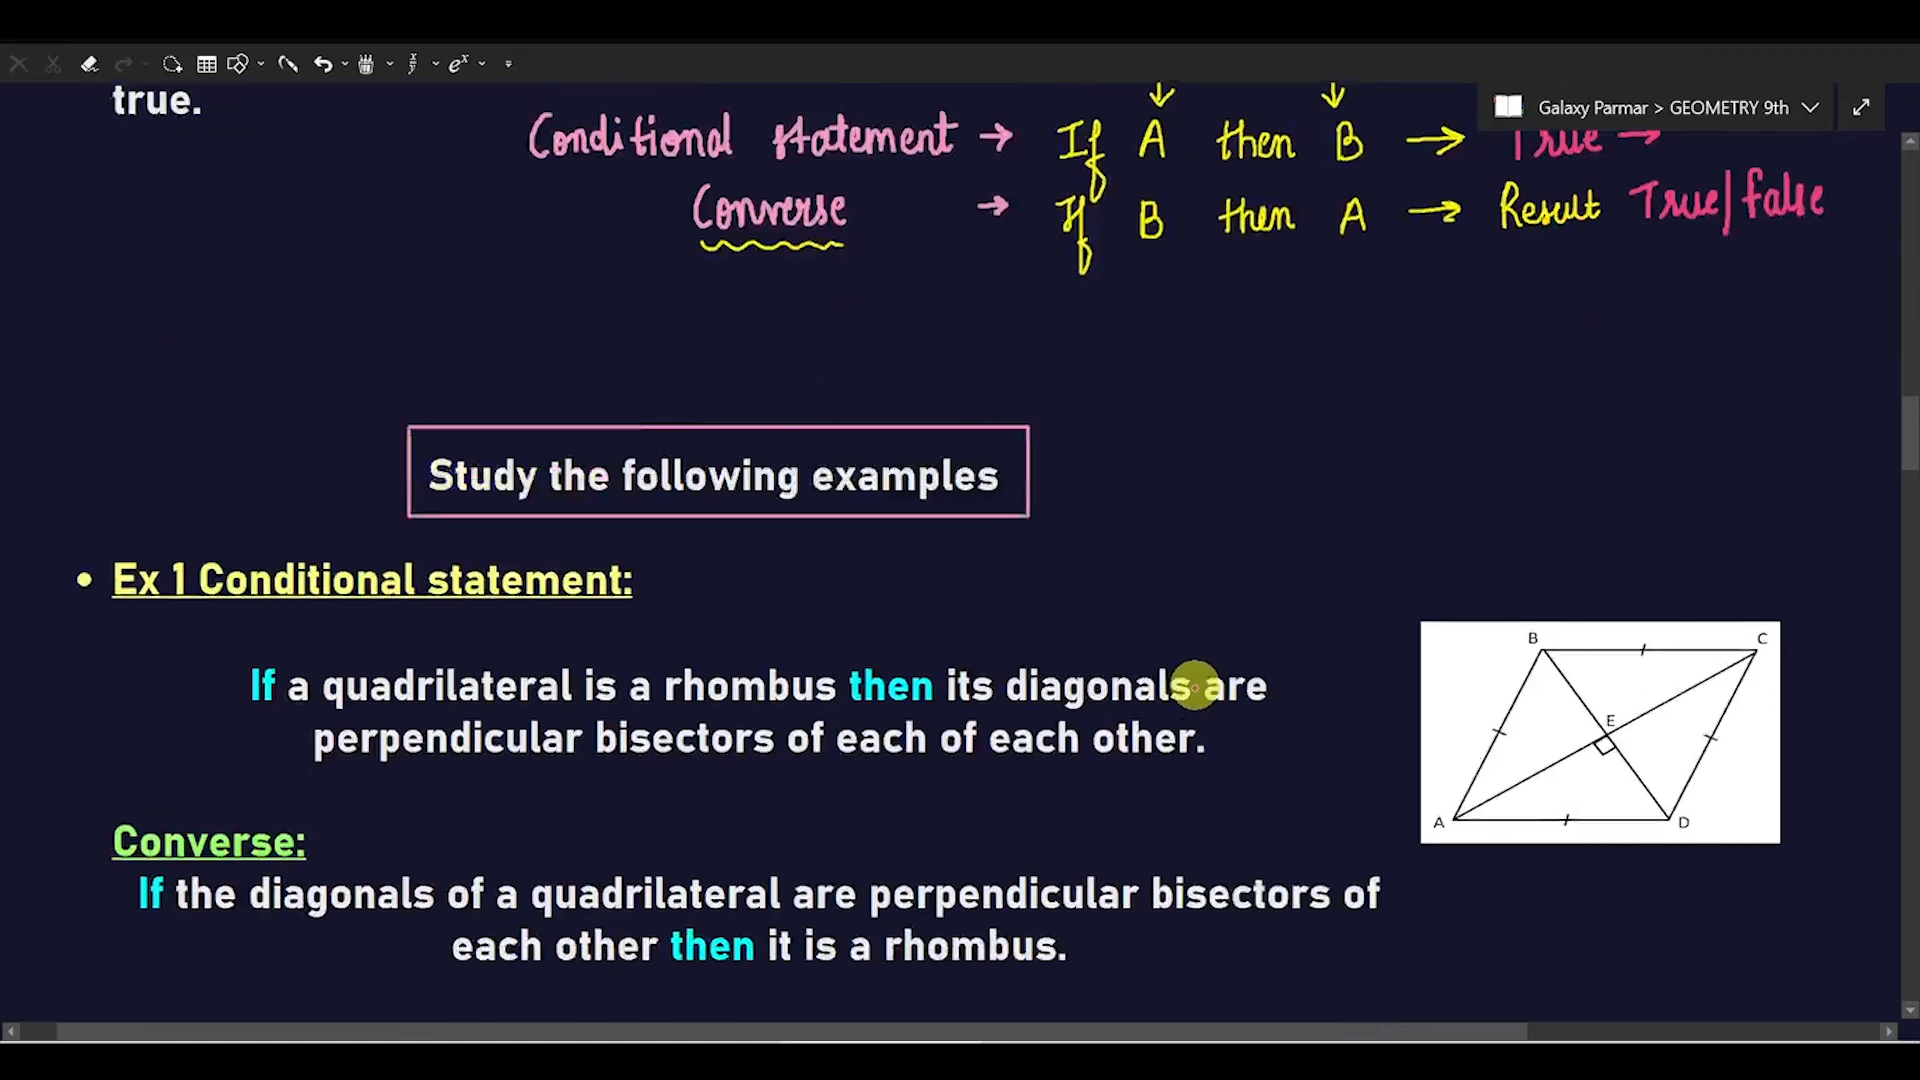 true.
Galaxy Parmar > GEOMETRY 9th
Conditional statement → If A then B → True →
Converse → If B then A → Result True/false
Study the following examples
• Ex 1 Conditional statement:
If a quadrilateral is a rhombus then its diagonals are
perpendicular bisectors of each of each other.
B C
E
A D
Converse:
If the diagonals of a quadrilateral are perpendicular bisectors of
each other then it is a rhombus.